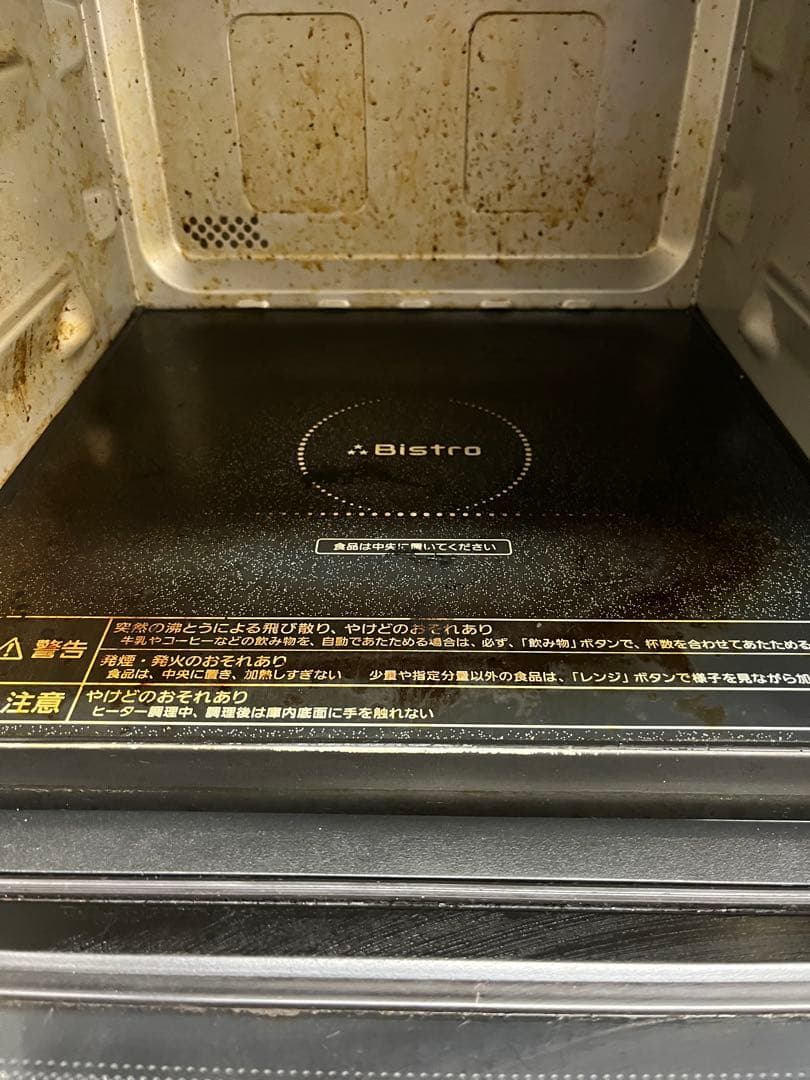 Bistro
食品は中央に置いてください
警告
突然の沸とうによる飛び散り、やけどのおそれあり
牛乳やコーヒーなどの飲み物を、自動であたためる場合は、必ず、「飲み物」ボタンで、杯数を合わせてあたためる
発煙・発火のおそれあり
食品は、中央に置き、加熱しすぎない 少量や指定分量以外の食品は、「レンジ」ボタンで様子を見ながら加
注意
やけどのおそれあり
ヒーター調理中、調理後は庫内底面に手を触れない